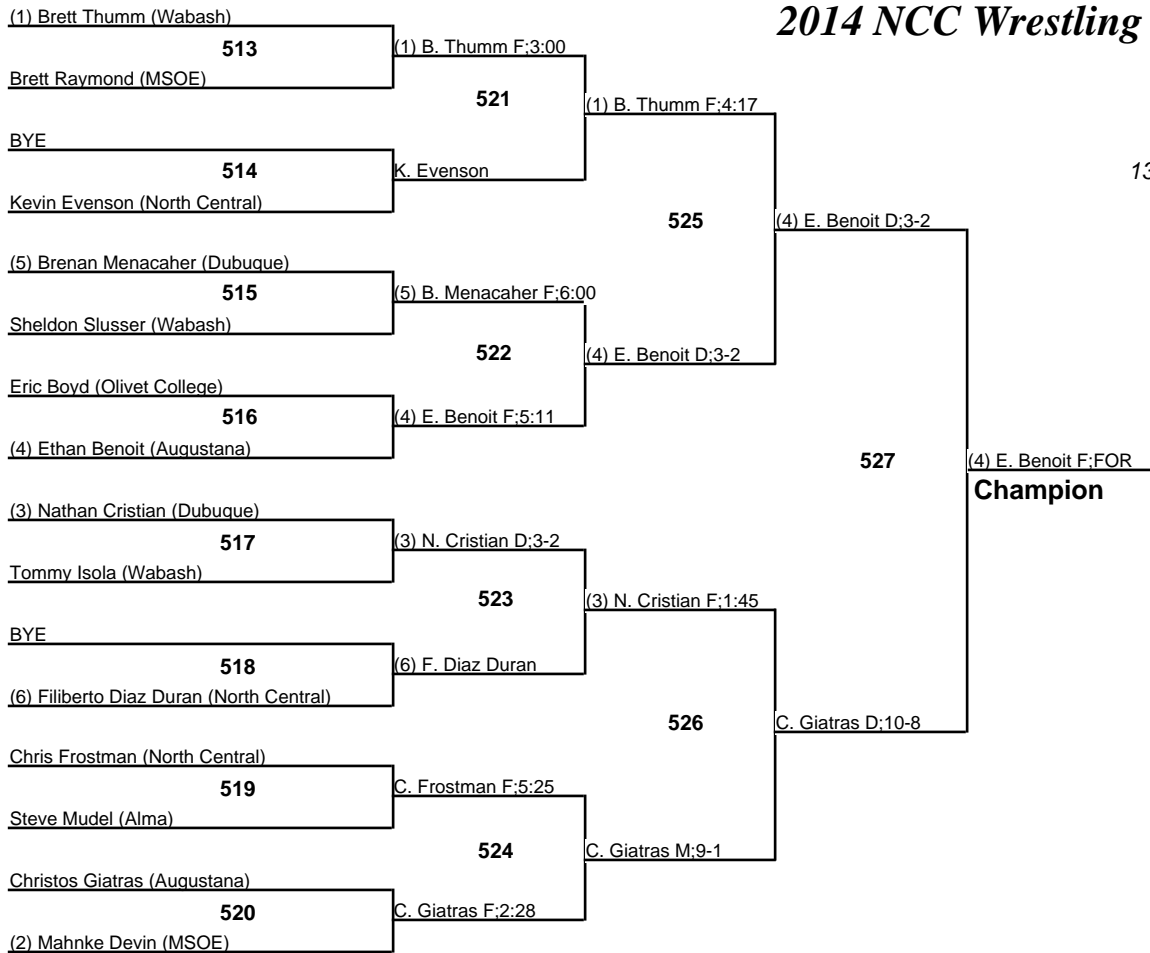 2014 NCC Wrestling
13
(1) Brett Thumm (Wabash)
513
Brett Raymond (MSOE)
BYE
514
Kevin Evenson (North Central)
(5) Brenan Menacaher (Dubuque)
515
Sheldon Slusser (Wabash)
Eric Boyd (Olivet College)
516
(4) Ethan Benoit (Augustana)
(3) Nathan Cristian (Dubuque)
517
Tommy Isola (Wabash)
BYE
518
(6) Filiberto Diaz Duran (North Central)
Chris Frostman (North Central)
519
Steve Mudel (Alma)
Christos Giatras (Augustana)
520
(2) Mahnke Devin (MSOE)
(1) B. Thumm F;3:00
521
K. Evenson
(5) B. Menacaher F;6:00
522
(4) E. Benoit F;5:11
(3) N. Cristian D;3-2
523
(6) F. Diaz Duran
C. Frostman F;5:25
524
C. Giatras F;2:28
(1) B. Thumm F;4:17
525
(4) E. Benoit D;3-2
(3) N. Cristian F;1:45
526
C. Giatras M;9-1
(4) E. Benoit D;3-2
527
C. Giatras D;10-8
(4) E. Benoit F;FOR
Champion